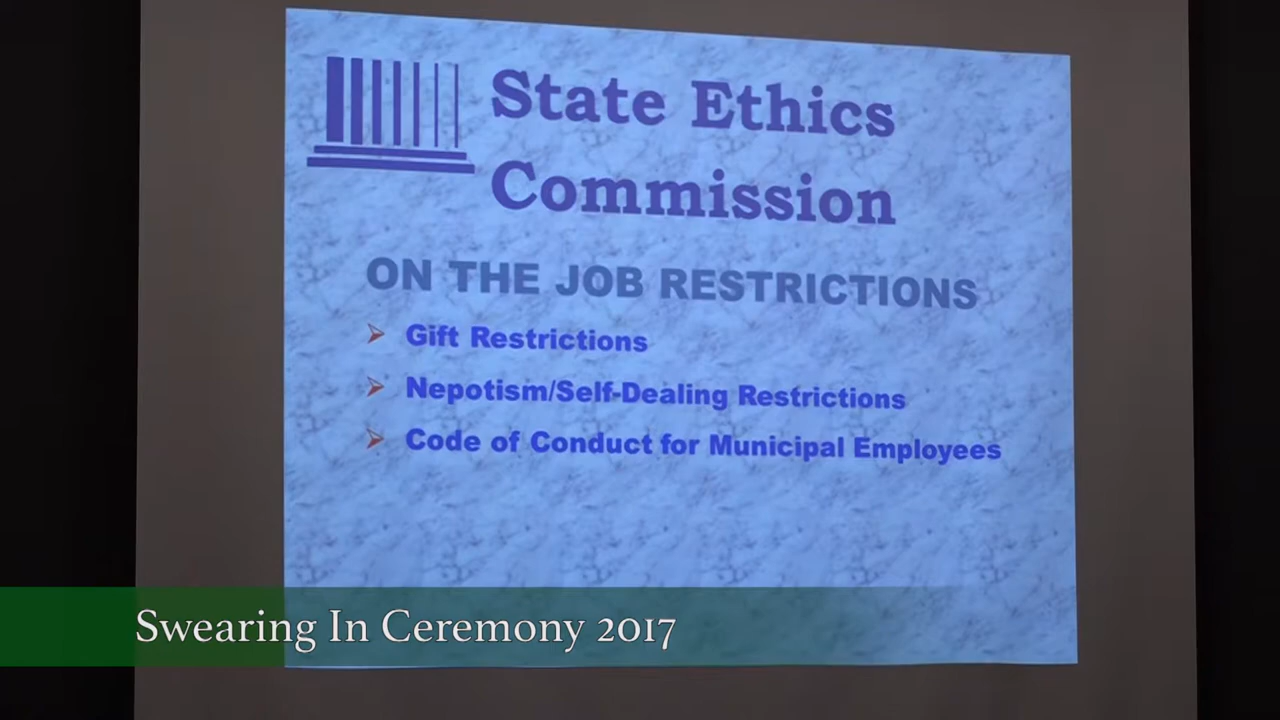 State Ethics
Commission
ON THE JOB RESTRICTIONS
Gift Restrictions
Nepotism/Self-Dealing Restrictions
Code of Conduct for Municipal Employees
Swearing In Ceremony 2017